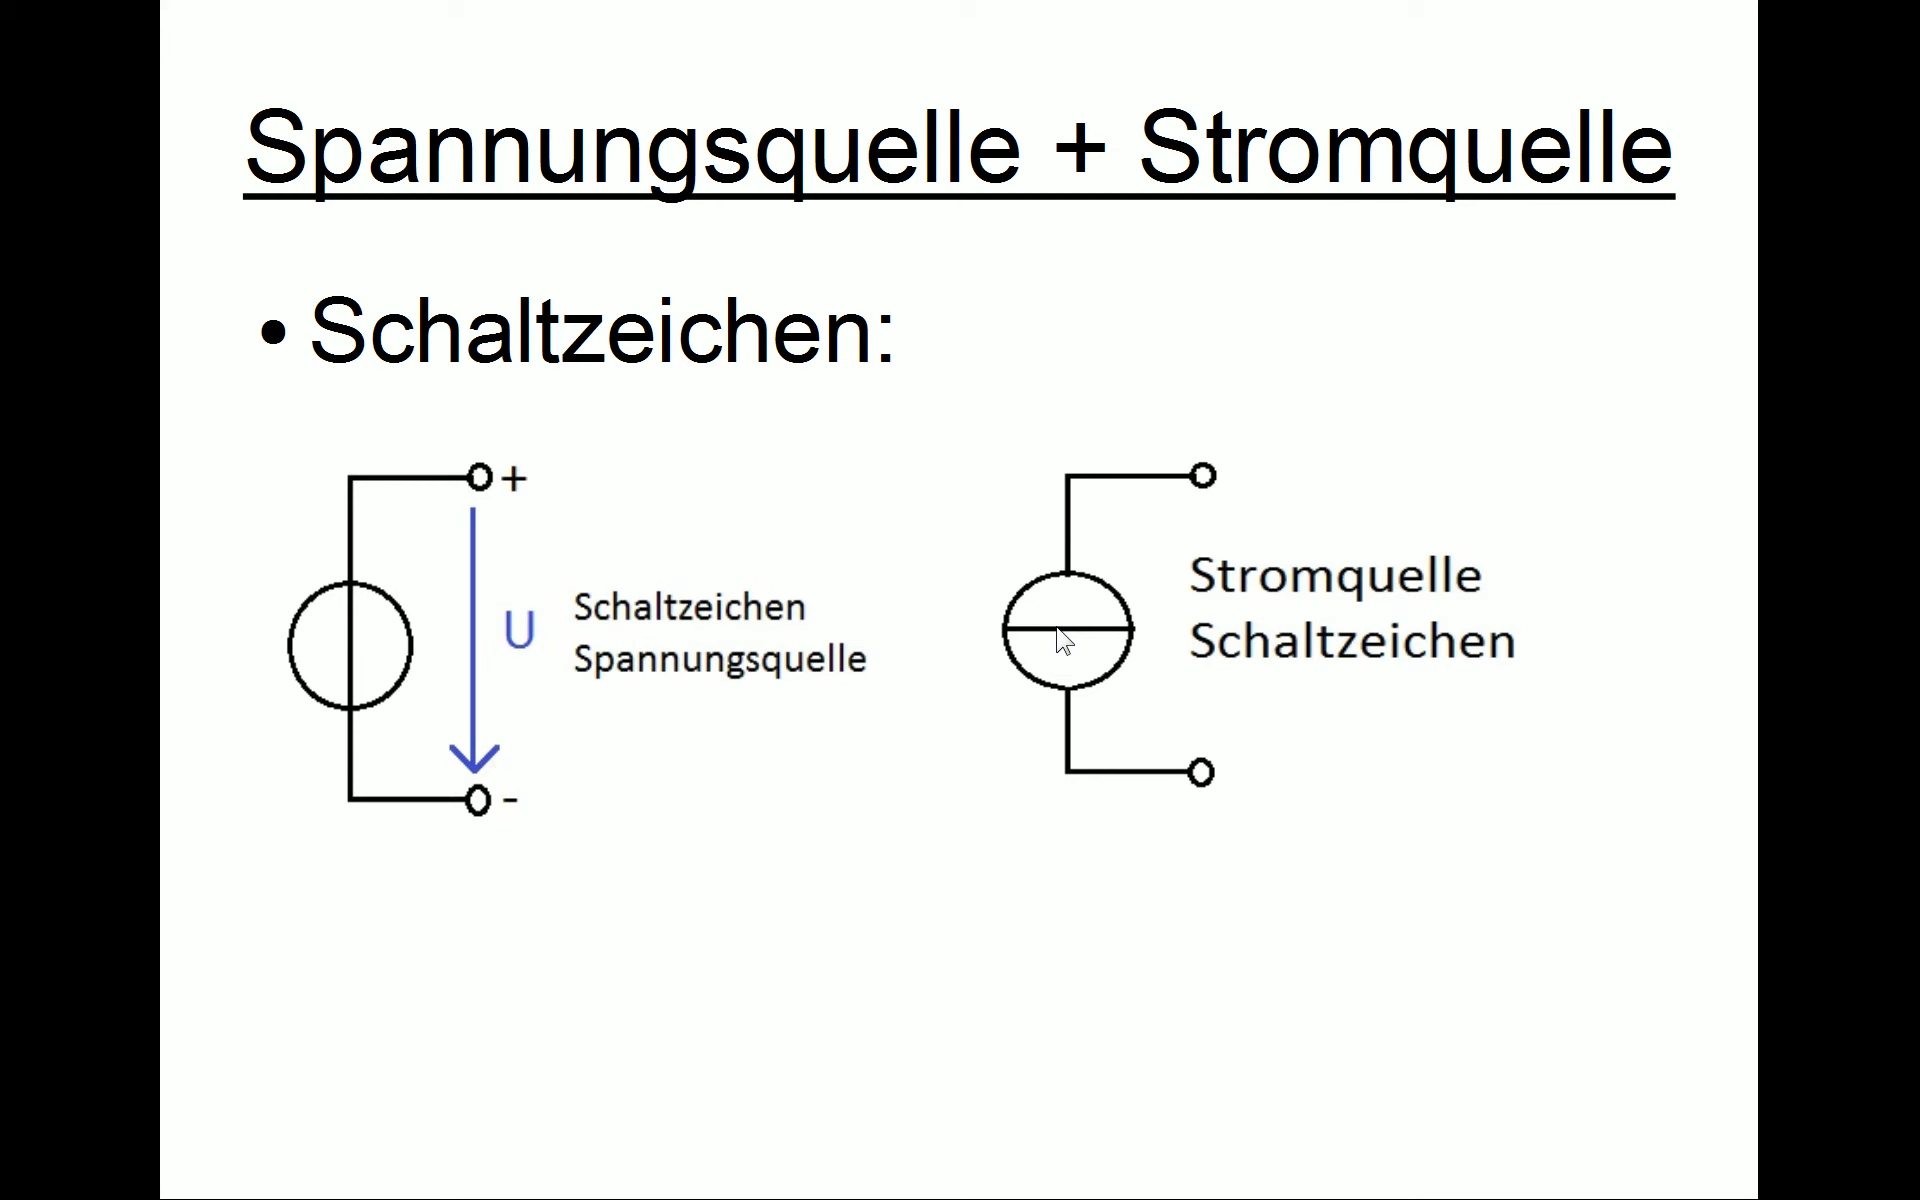 Spannungsquelle + Stromquelle
• Schaltzeichen:
+
U
Schaltzeichen
Spannungsquelle
-
Stromquelle
Schaltzeichen